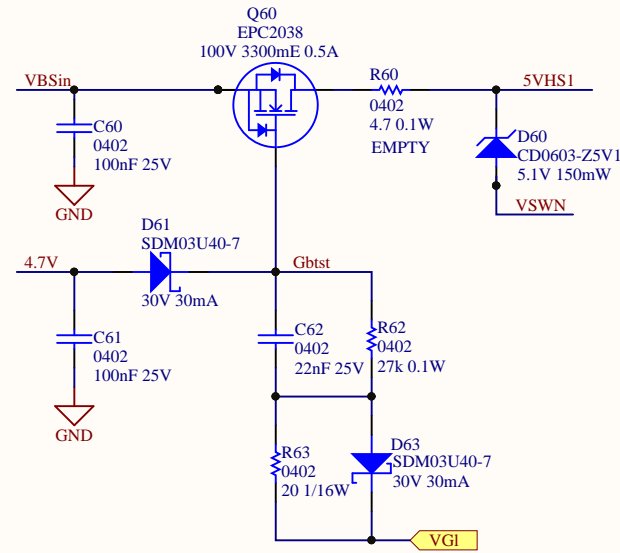 Q60
EPC2038
100V 3300mE 0.5A
VBSin
R60
0402
4.7 0.1W
EMPTY
5VHS1
C60
0402
100nF 25V
D60
CD0603-Z5V1
5.1V 150mW
GND
VSWN
D61
SDM03U40-7
30V 30mA
4.7V
Gbtst
C61
0402
100nF 25V
C62
0402
22nF 25V
R62
0402
27k 0.1W
GND
R63
0402
20 1/16W
D63
SDM03U40-7
30V 30mA
VGl